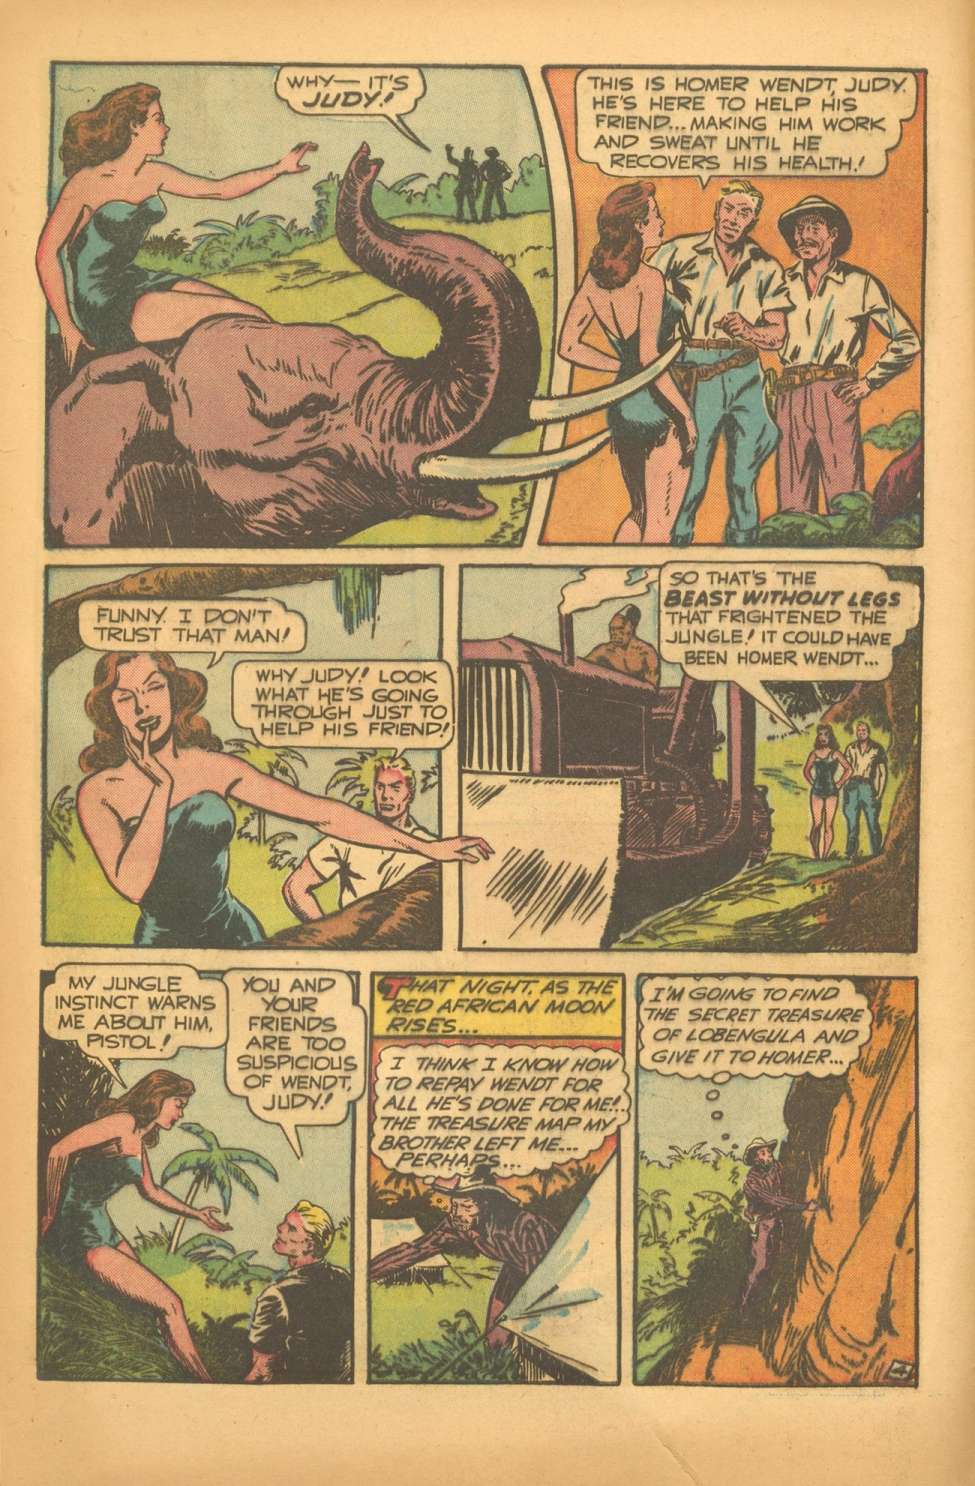 WHY— IT'S
JUDY!
THIS IS HOMER WENDT, JUDY.
HE'S HERE TO HELP HIS
FRIEND... MAKING HIM WORK
AND SWEAT UNTIL HE
RECOVERS HIS HEALTH!
FUNNY. I DON'T
TRUST THAT MAN!
WHY JUDY! LOOK
WHAT HE'S GOING
THROUGH JUST TO
HELP HIS FRIEND!
SO THAT'S THE
BEAST WITHOUT LEGS
THAT FRIGHTENED THE
JUNGLE! IT COULD HAVE
BEEN HOMER WENDT...
MY JUNGLE
INSTINCT WARNS
ME ABOUT HIM,
PISTOL!
YOU AND
YOUR
FRIENDS
ARE TOO
SUSPICIOUS
OF WENDT,
JUDY!
THAT NIGHT, AS THE
RED AFRICAN MOON
RISES...
I THINK I KNOW HOW
TO REPAY WENDT FOR
ALL HE'S DONE FOR ME!..
THE TREASURE MAP MY
BROTHER LEFT ME...
PERHAPS...
I'M GOING TO FIND
THE SECRET TREASURE
OF LOBENGULA AND
GIVE IT TO HOMER...
4